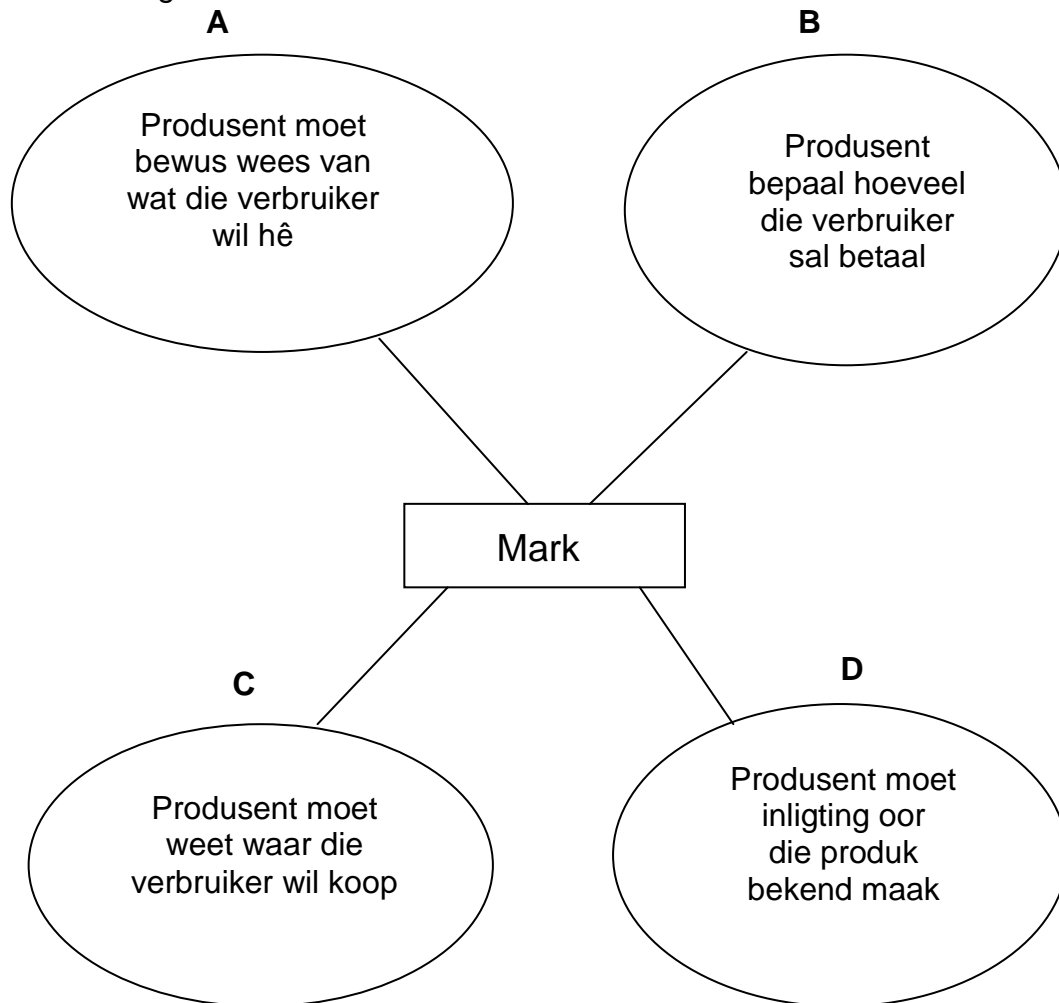 A
B
Produsent moet
bewus wees van
wat die verbruiker
wil hê
Produsent
bepaal hoeveel
die verbruiker
sal betaal
Mark
C
D
Produsent moet
weet waar die
verbruiker wil koop
Produsent moet
inligting oor
die produk
bekend maak